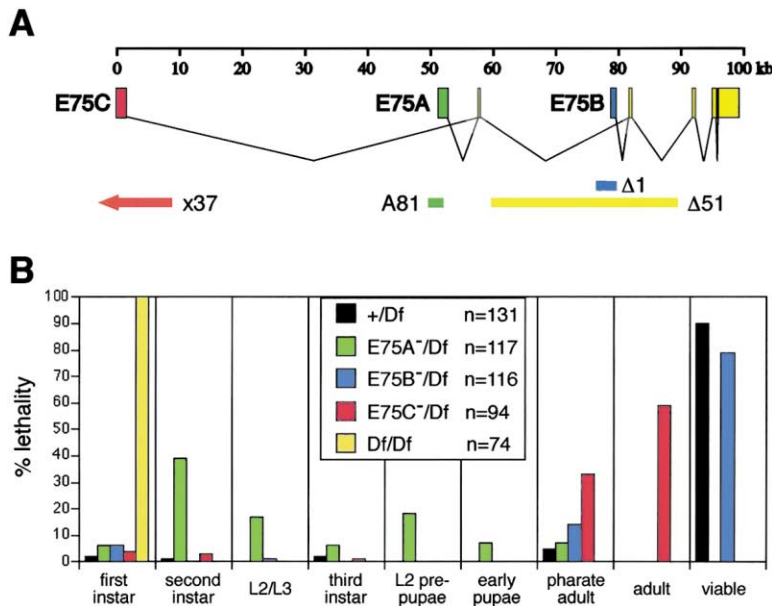 A
0 10 20 30 40 50 60 70 80 90 100 kb
E75C E75A E75B
x37 A81 Δ1 Δ51
B
% lethality
100
90
80
70
60
50
40
30
20
10
0
+/Df n=131
E75A⁻/Df n=117
E75B⁻/Df n=116
E75C⁻/Df n=94
Df/Df n=74
first instar
second instar
L2/L3
third instar
L2 pre-pupae
early pupae
pharate adult
adult
viable